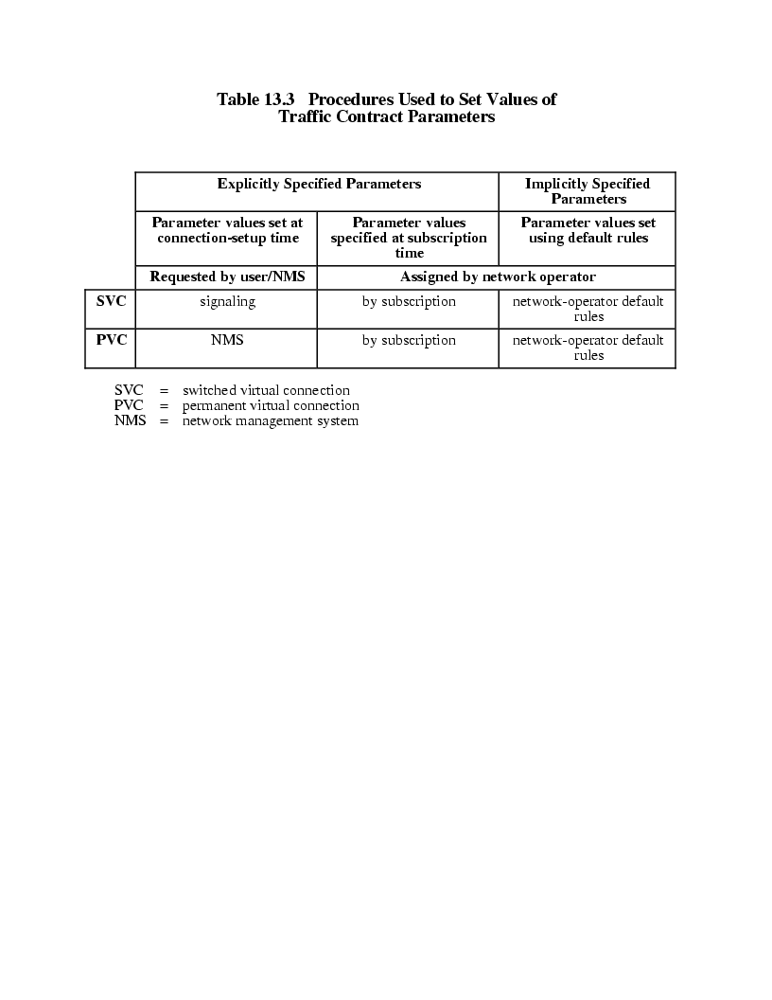 Table 13.3 Procedures Used to Set Values of
Traffic Contract Parameters
Explicitly Specified Parameters
Implicitly Specified
Parameters
Parameter values set at
connection-setup time
Parameter values
specified at subscription
time
Parameter values set
using default rules
Requested by user/NMS
Assigned by network operator
SVC
signaling
by subscription
network-operator default
rules
PVC
NMS
by subscription
network-operator default
rules
SVC = switched virtual connection
PVC = permanent virtual connection
NMS = network management system